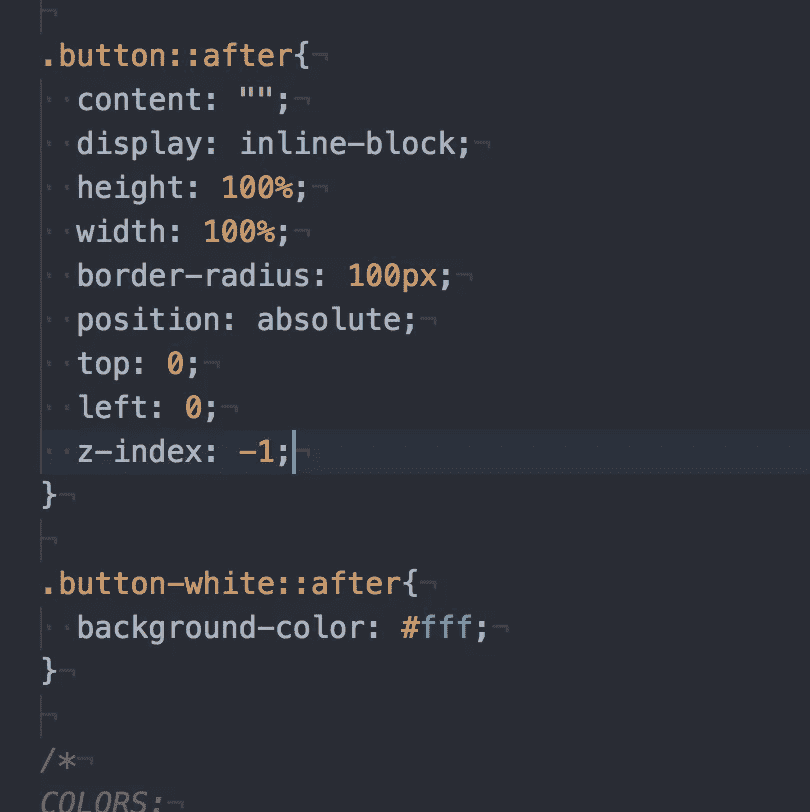 .button::after{
content: "";
display: inline-block;
height: 100%;
width: 100%;
border-radius: 100px;
position: absolute;
top: 0;
left: 0;
z-index: -1;
}
.button-white::after{
background-color: #fff;
}
/*
COLORS: